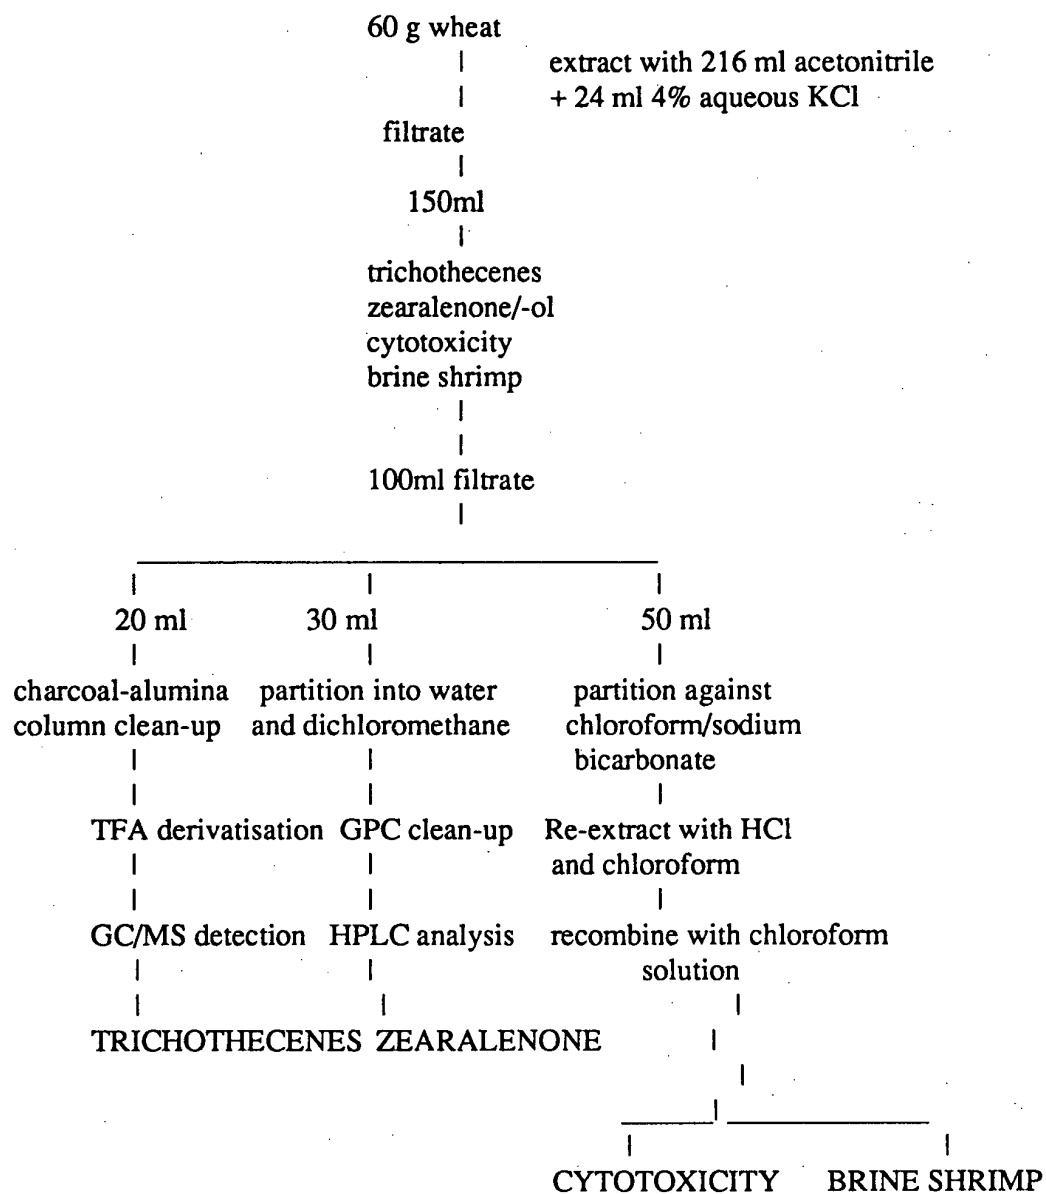 60 g wheat
extract with 216 ml acetonitrile
+ 24 ml 4% aqueous KCl
filtrate
150ml
trichothecenes
zearalenone/-ol
cytotoxicity
brine shrimp
100ml filtrate
20 ml
30 ml
50 ml
charcoal-alumina
column clean-up
partition into water
and dichloromethane
partition against
chloroform/sodium
bicarbonate
TFA derivatisation
GPC clean-up
Re-extract with HCl
and chloroform
GC/MS detection
HPLC analysis
recombine with chloroform
solution
TRICHOTHECENES
ZEARALENONE
CYTOTOXICITY
BRINE SHRIMP